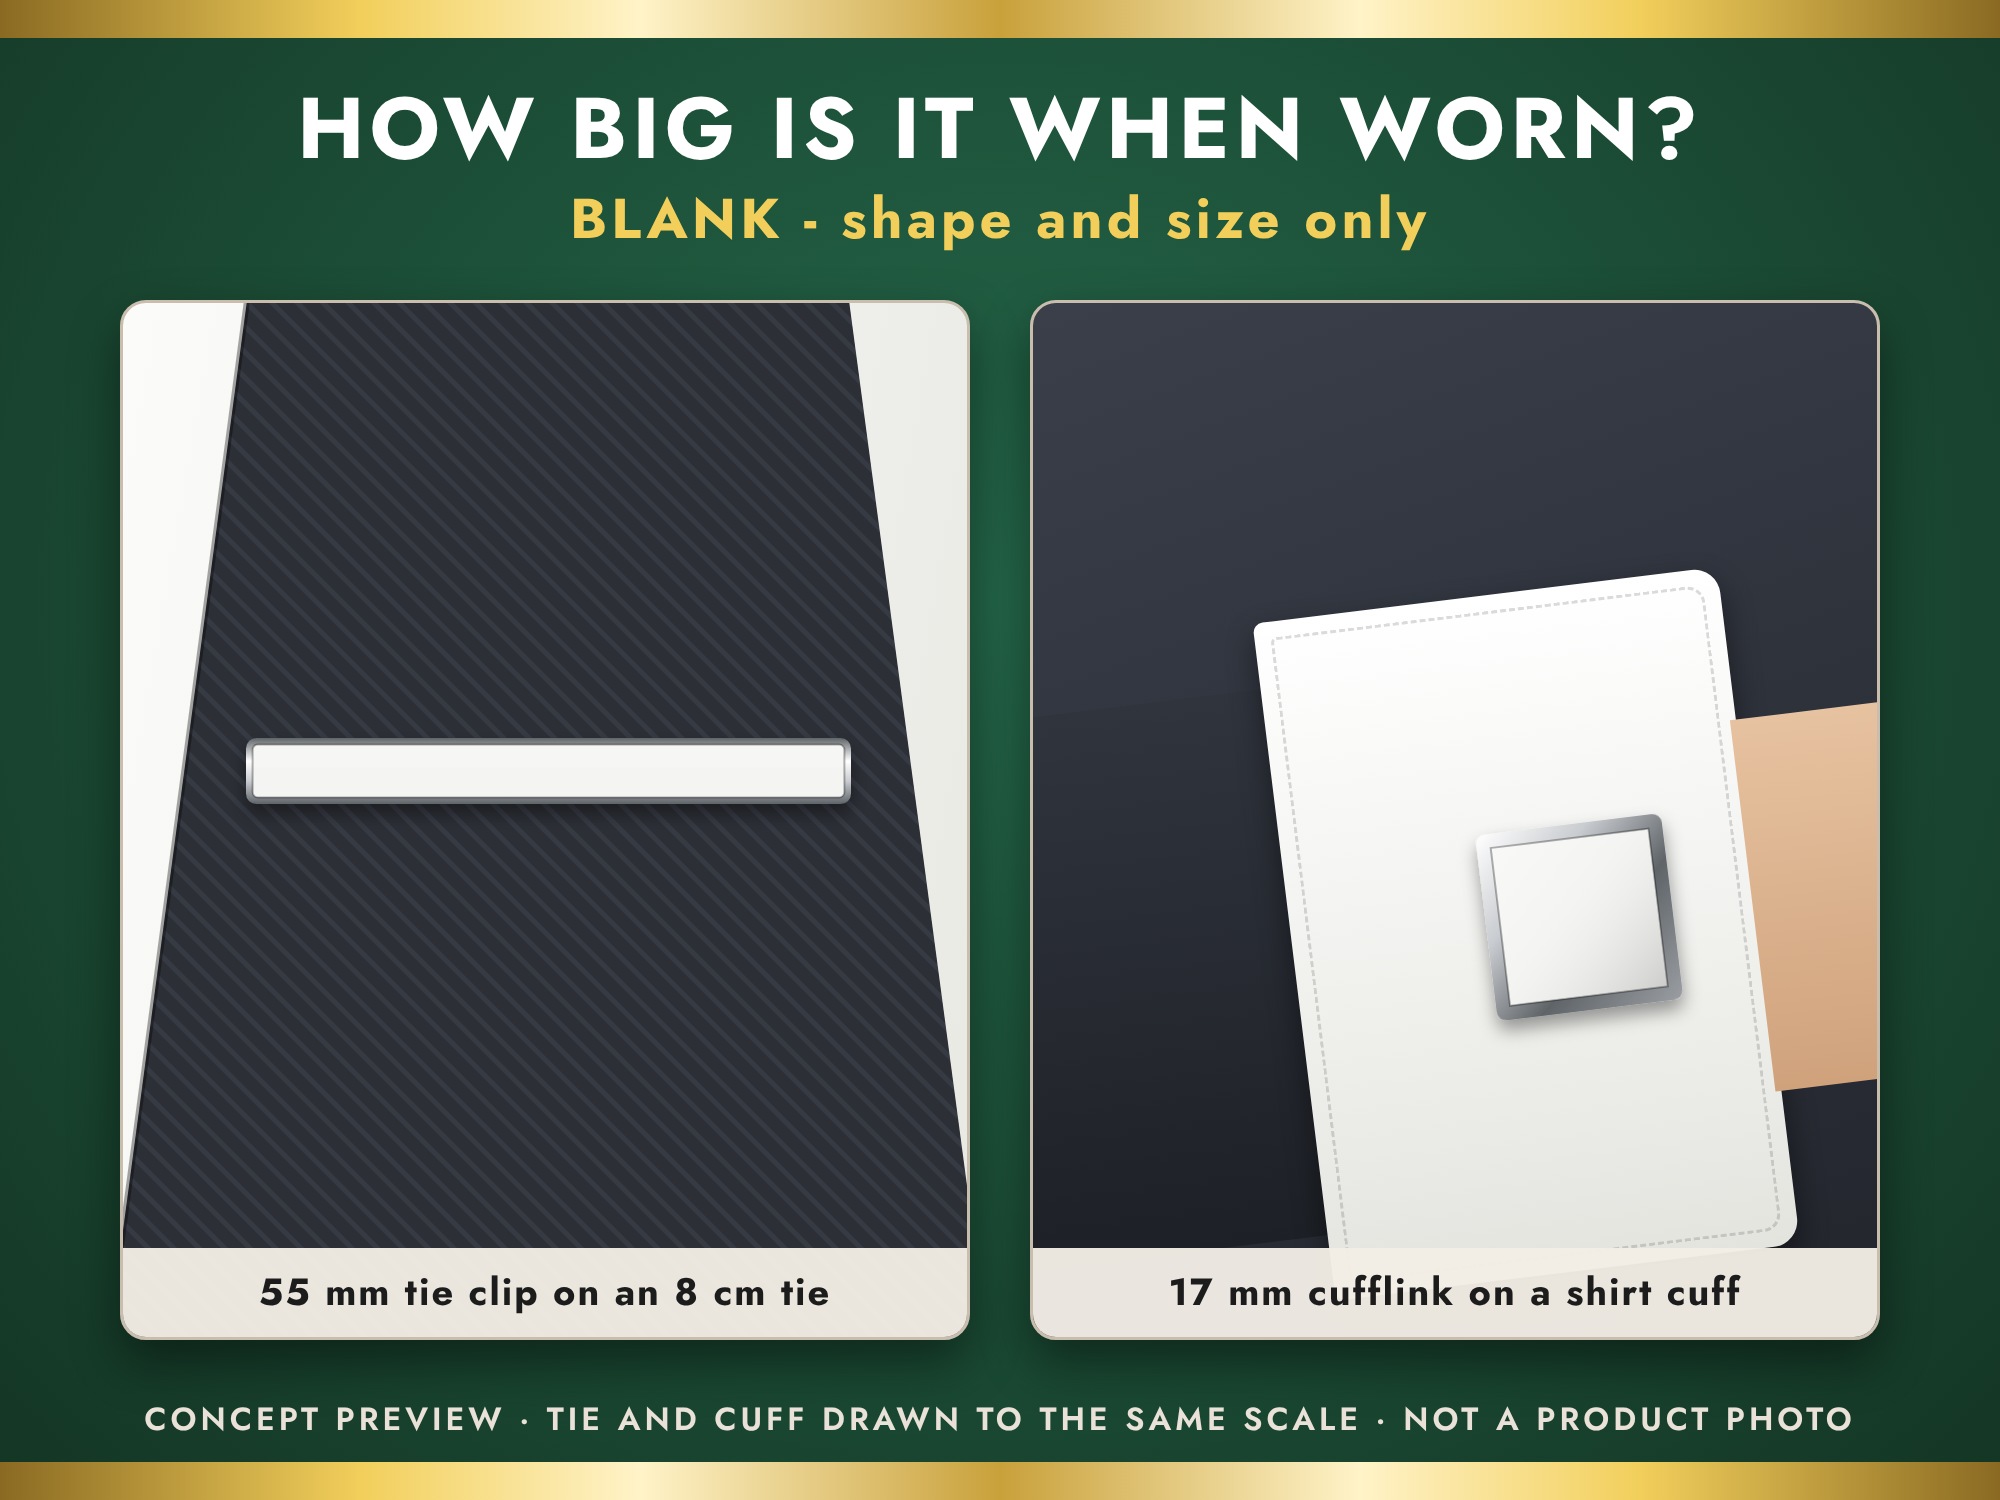 HOW BIG IS IT WHEN WORN?
BLANK - shape and size only
55 mm tie clip on an 8 cm tie
17 mm cufflink on a shirt cuff
CONCEPT PREVIEW · TIE AND CUFF DRAWN TO THE SAME SCALE · NOT A PRODUCT PHOTO